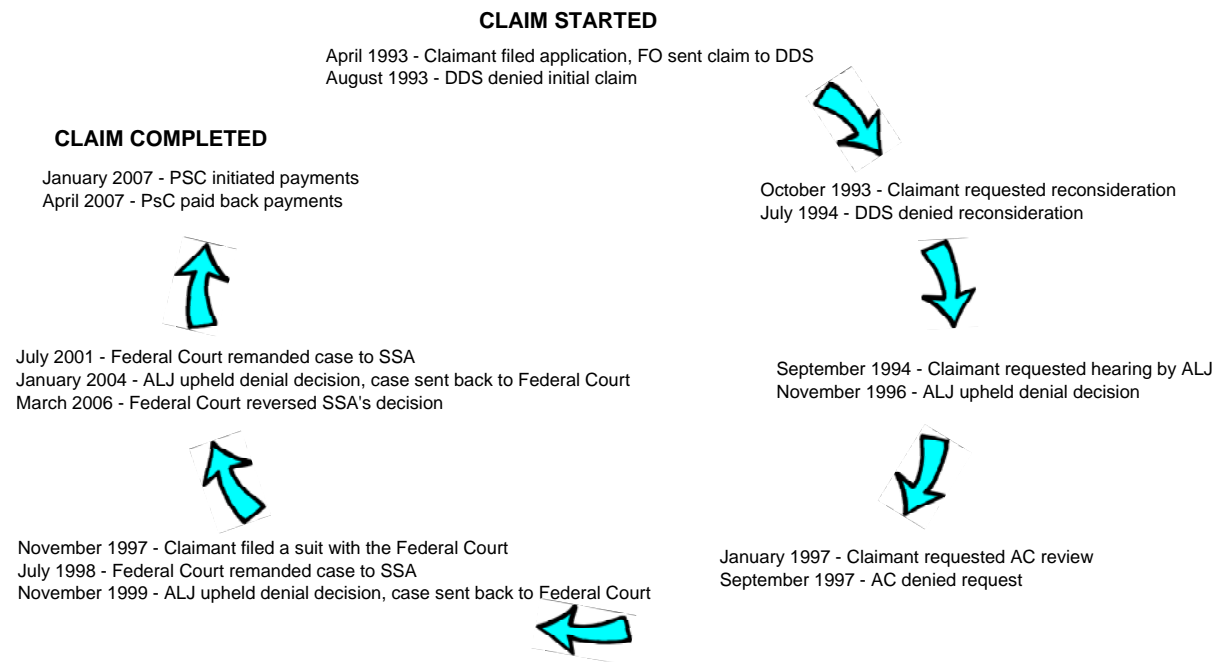 CLAIM STARTED
April 1993 - Claimant filed application, FO sent claim to DDS
August 1993 - DDS denied initial claim
October 1993 - Claimant requested reconsideration
July 1994 - DDS denied reconsideration
September 1994 - Claimant requested hearing by ALJ
November 1996 - ALJ upheld denial decision
January 1997 - Claimant requested AC review
September 1997 - AC denied request
November 1997 - Claimant filed a suit with the Federal Court
July 1998 - Federal Court remanded case to SSA
November 1999 - ALJ upheld denial decision, case sent back to Federal Court
July 2001 - Federal Court remanded case to SSA
January 2004 - ALJ upheld denial decision, case sent back to Federal Court
March 2006 - Federal Court reversed SSA's decision
CLAIM COMPLETED
January 2007 - PSC initiated payments
April 2007 - PsC paid back payments